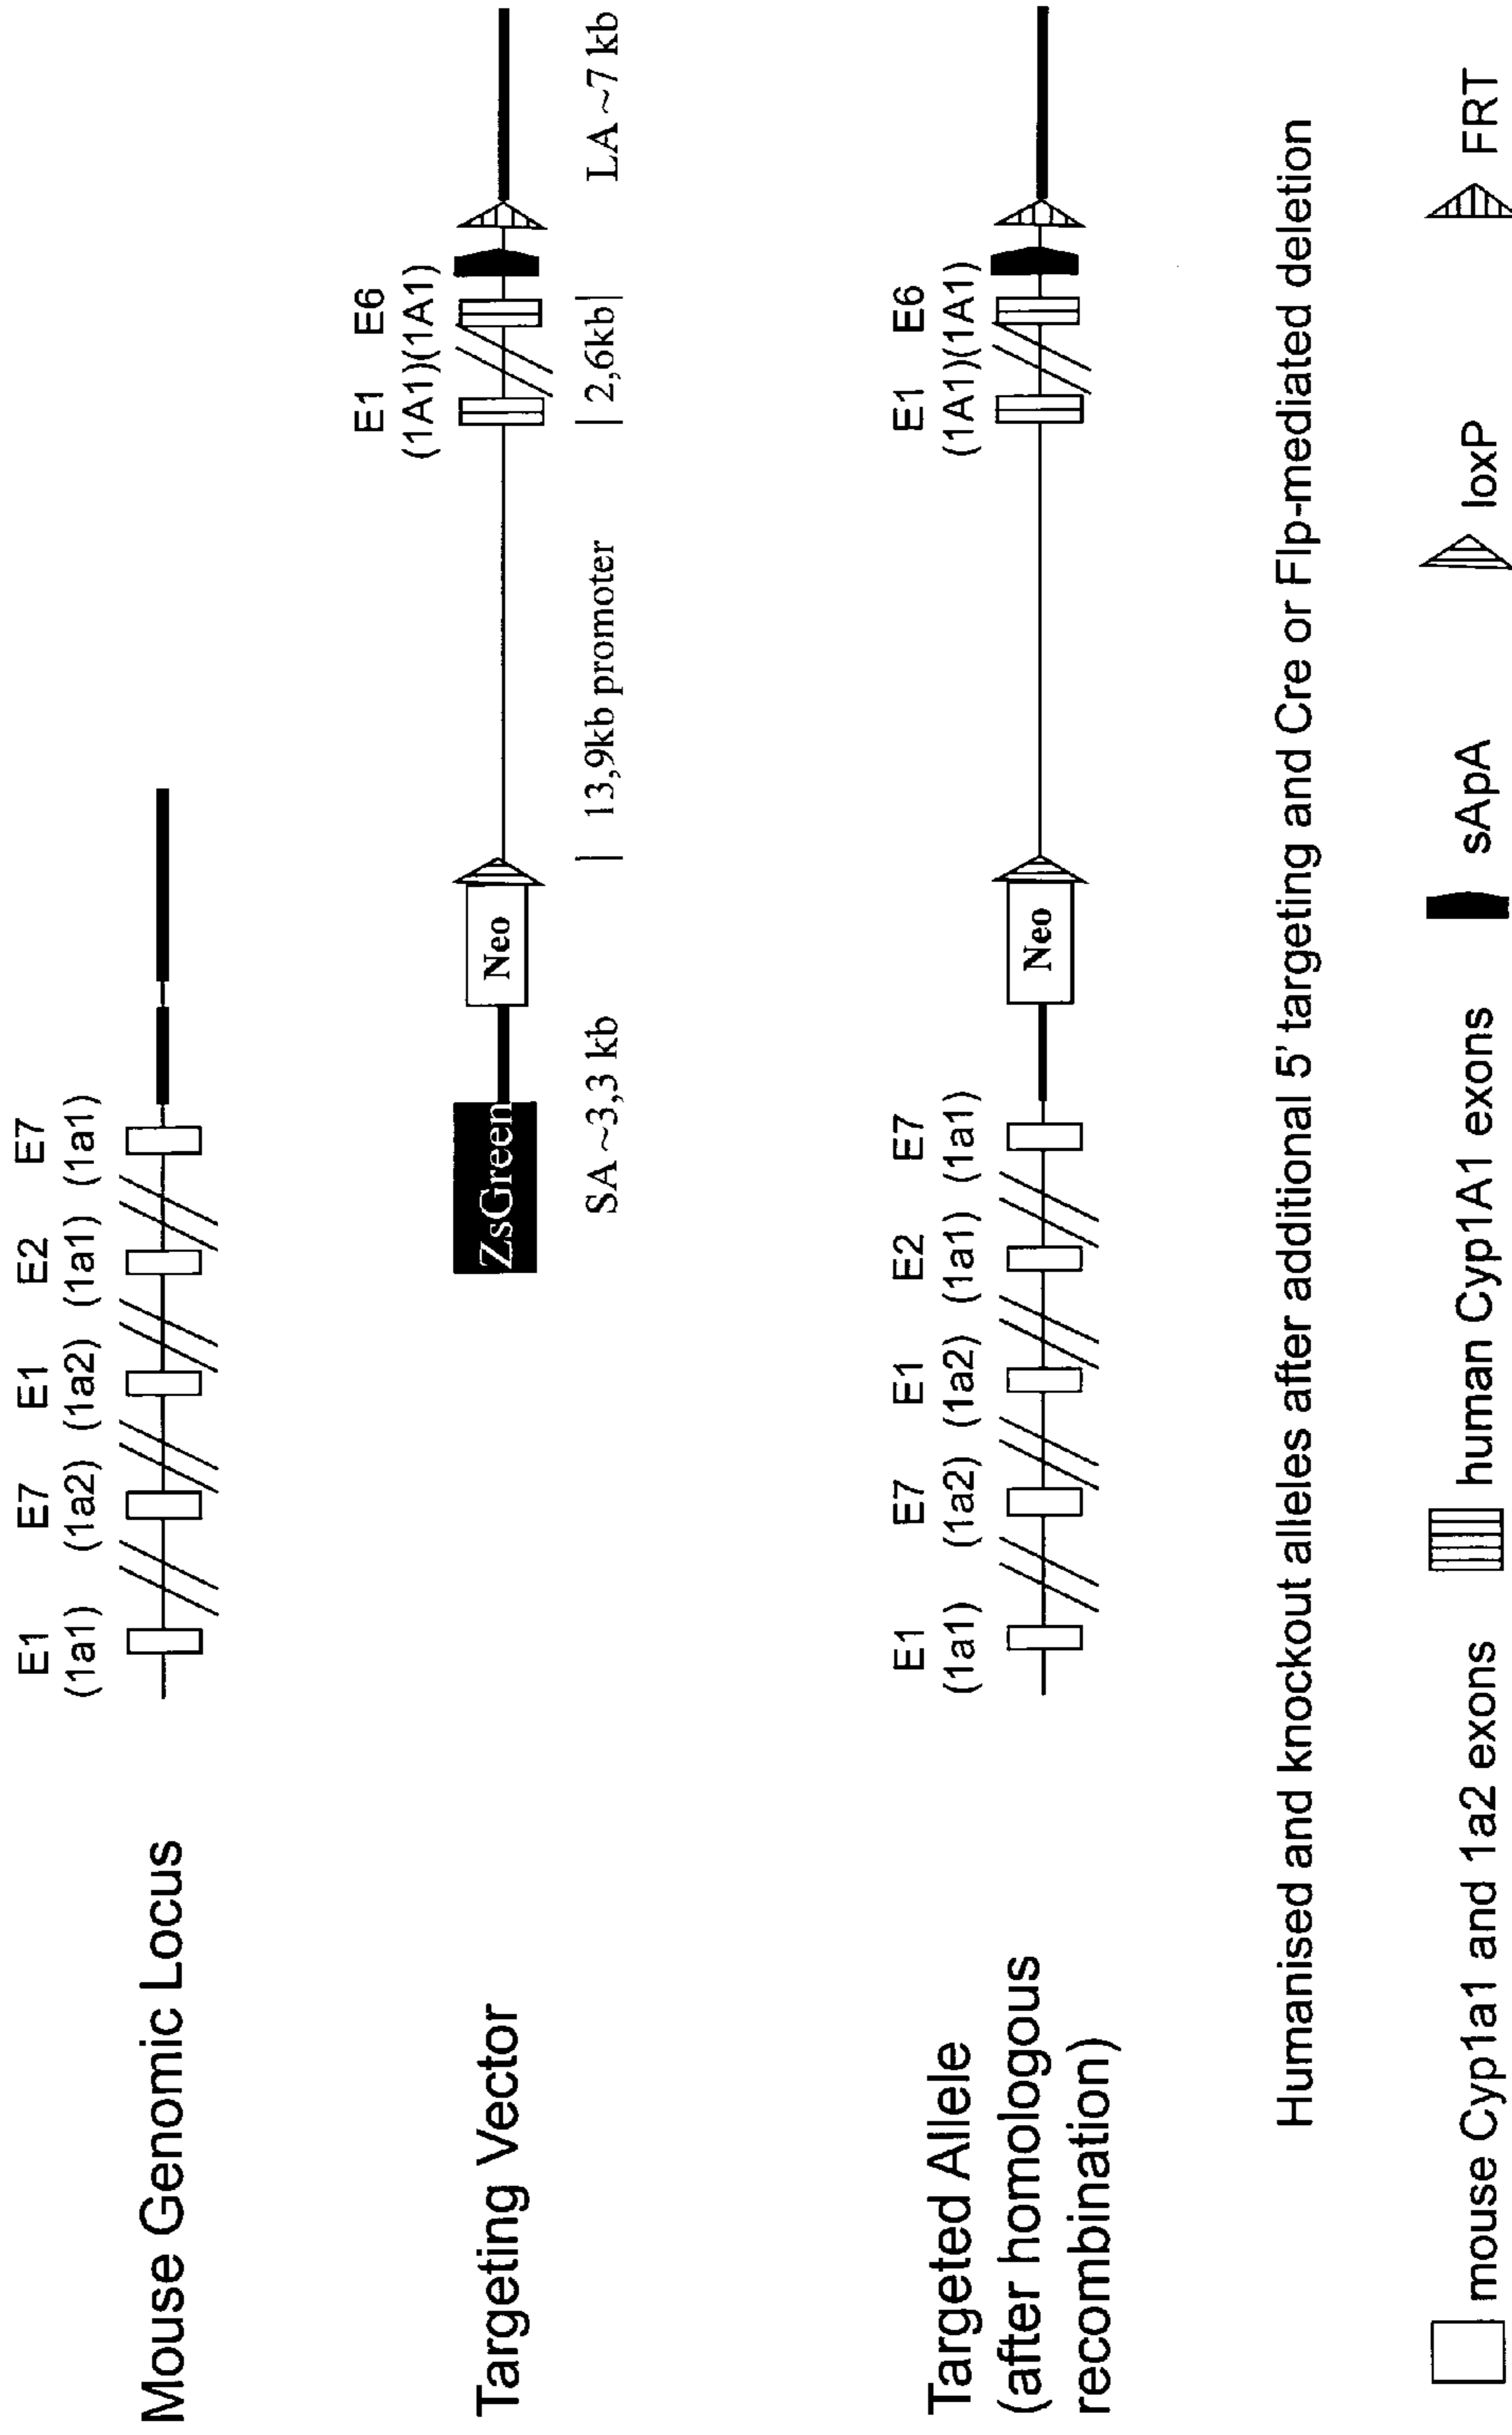 Mouse Genomic Locus
E1 E7 E1 E2 E7
(1a1) (1a2) (1a2) (1a1) (1a1)
Targeting Vector
E1 E6
(1A1)(1A1)
ZsGreen
Neo
SA ~3,3 kb
| 13,9kb promoter
| 2,6kb|
LA ~7 kb
Targeted Allele
(after homologous
recombination)
E1 E7 E1 E2 E7
(1a1) (1a2) (1a2) (1a1) (1a1)
E1 E6
(1A1)(1A1)
Neo
Humanised and knockout alleles after additional 5' targeting and Cre or Flp-mediated deletion
mouse Cyp1a1 and 1a2 exons
human Cyp1A1 exons
sApA
loxP
FRT